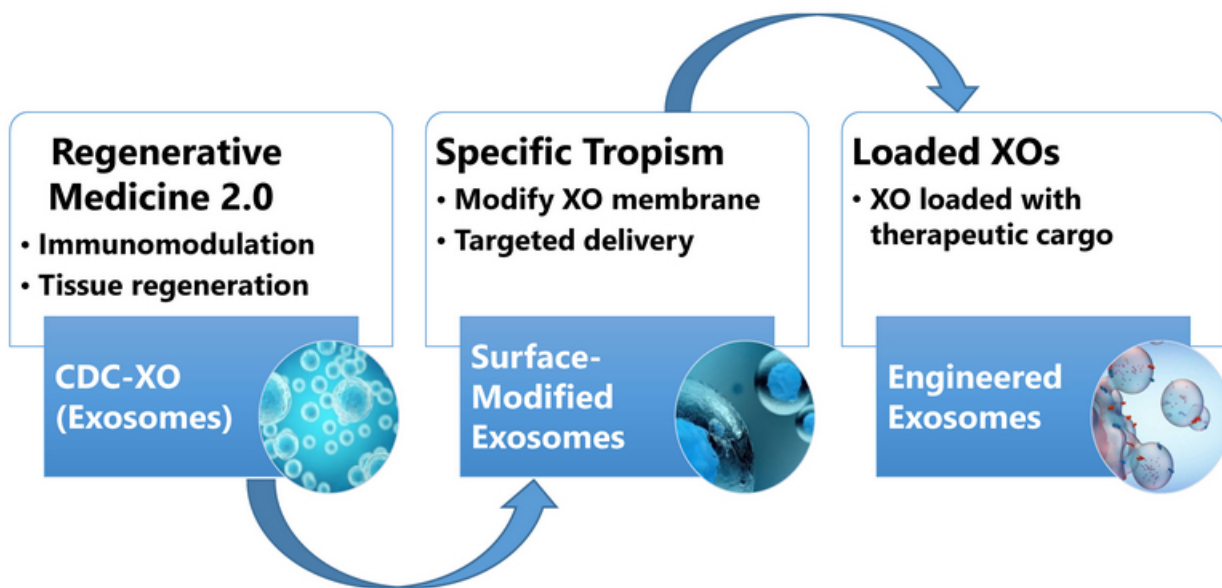 Regenerative
Medicine 2.0
• Immunomodulation
• Tissue regeneration
CDC-XO
(Exosomes)
Specific Tropism
• Modify XO membrane
• Targeted delivery
Surface-
Modified
Exosomes
Loaded XOs
• XO loaded with
therapeutic cargo
Engineered
Exosomes